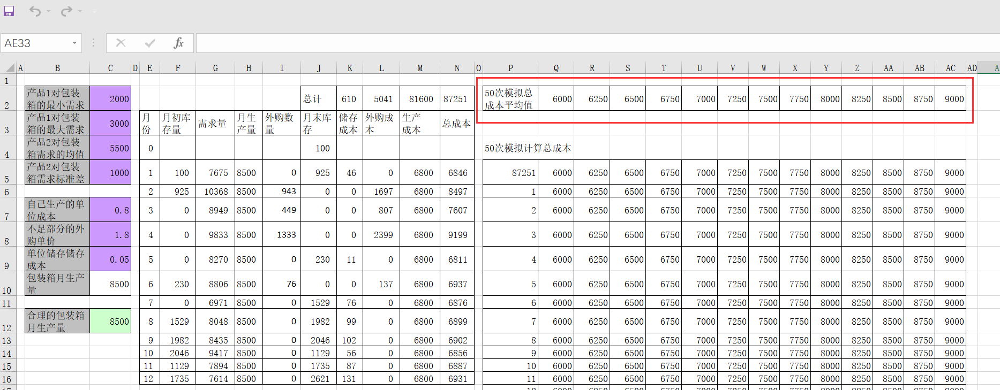 AE33 fx
A B C D E F G H I J K L M N O P Q R S T U V W X Y Z AA AB AC AD A
1
2 产品1对包装箱的最小需求 2000 总计 610 5041 81600 87251 50次模拟总成本平均值 6000 6250 6500 6750 7000 7250 7500 7750 8000 8250 8500 8750 9000
3 产品1对包装箱的最大需求 3000 月份 月初库存量 需求量 月生产量 外购数量 月末库存 储存成本 外购成本 生产成本 总成本
4 产品2对包装箱需求的均值 5500 0 100 50次模拟计算总成本
5 产品2对包装箱需求标准差 1000 1 100 7675 8500 0 925 46 0 6800 6846 87251 6000 6250 6500 6750 7000 7250 7500 7750 8000 8250 8500 8750 9000
6 2 925 10368 8500 943 0 0 1697 6800 8497 1 6000 6250 6500 6750 7000 7250 7500 7750 8000 8250 8500 8750 9000
7 自己生产的单位成本 0.8 3 0 8949 8500 449 0 0 807 6800 7607 2 6000 6250 6500 6750 7000 7250 7500 7750 8000 8250 8500 8750 9000
8 不足部分的外购单价 1.8 4 0 9833 8500 1333 0 0 2399 6800 9199 3 6000 6250 6500 6750 7000 7250 7500 7750 8000 8250 8500 8750 9000
9 单位储存储存成本 0.05 5 0 8270 8500 0 230 11 0 6800 6811 4 6000 6250 6500 6750 7000 7250 7500 7750 8000 8250 8500 8750 9000
10 包装箱月生产量 8500 6 230 8806 8500 76 0 0 137 6800 6937 5 6000 6250 6500 6750 7000 7250 7500 7750 8000 8250 8500 8750 9000
11 7 0 6971 8500 0 1529 76 0 6800 6876 6 6000 6250 6500 6750 7000 7250 7500 7750 8000 8250 8500 8750 9000
12 合理的包装箱月生产量 8500 8 1529 8048 8500 0 1982 99 0 6800 6899 7 6000 6250 6500 6750 7000 7250 7500 7750 8000 8250 8500 8750 9000
13 9 1982 8435 8500 0 2046 102 0 6800 6902 8 6000 6250 6500 6750 7000 7250 7500 7750 8000 8250 8500 8750 9000
14 10 2046 9417 8500 0 1129 56 0 6800 6856 9 6000 6250 6500 6750 7000 7250 7500 7750 8000 8250 8500 8750 9000
15 11 1129 7894 8500 0 1735 87 0 6800 6887 10 6000 6250 6500 6750 7000 7250 7500 7750 8000 8250 8500 8750 9000
16 12 1735 7614 8500 0 2621 131 0 6800 6931 11 6000 6250 6500 6750 7000 7250 7500 7750 8000 8250 8500 8750 9000